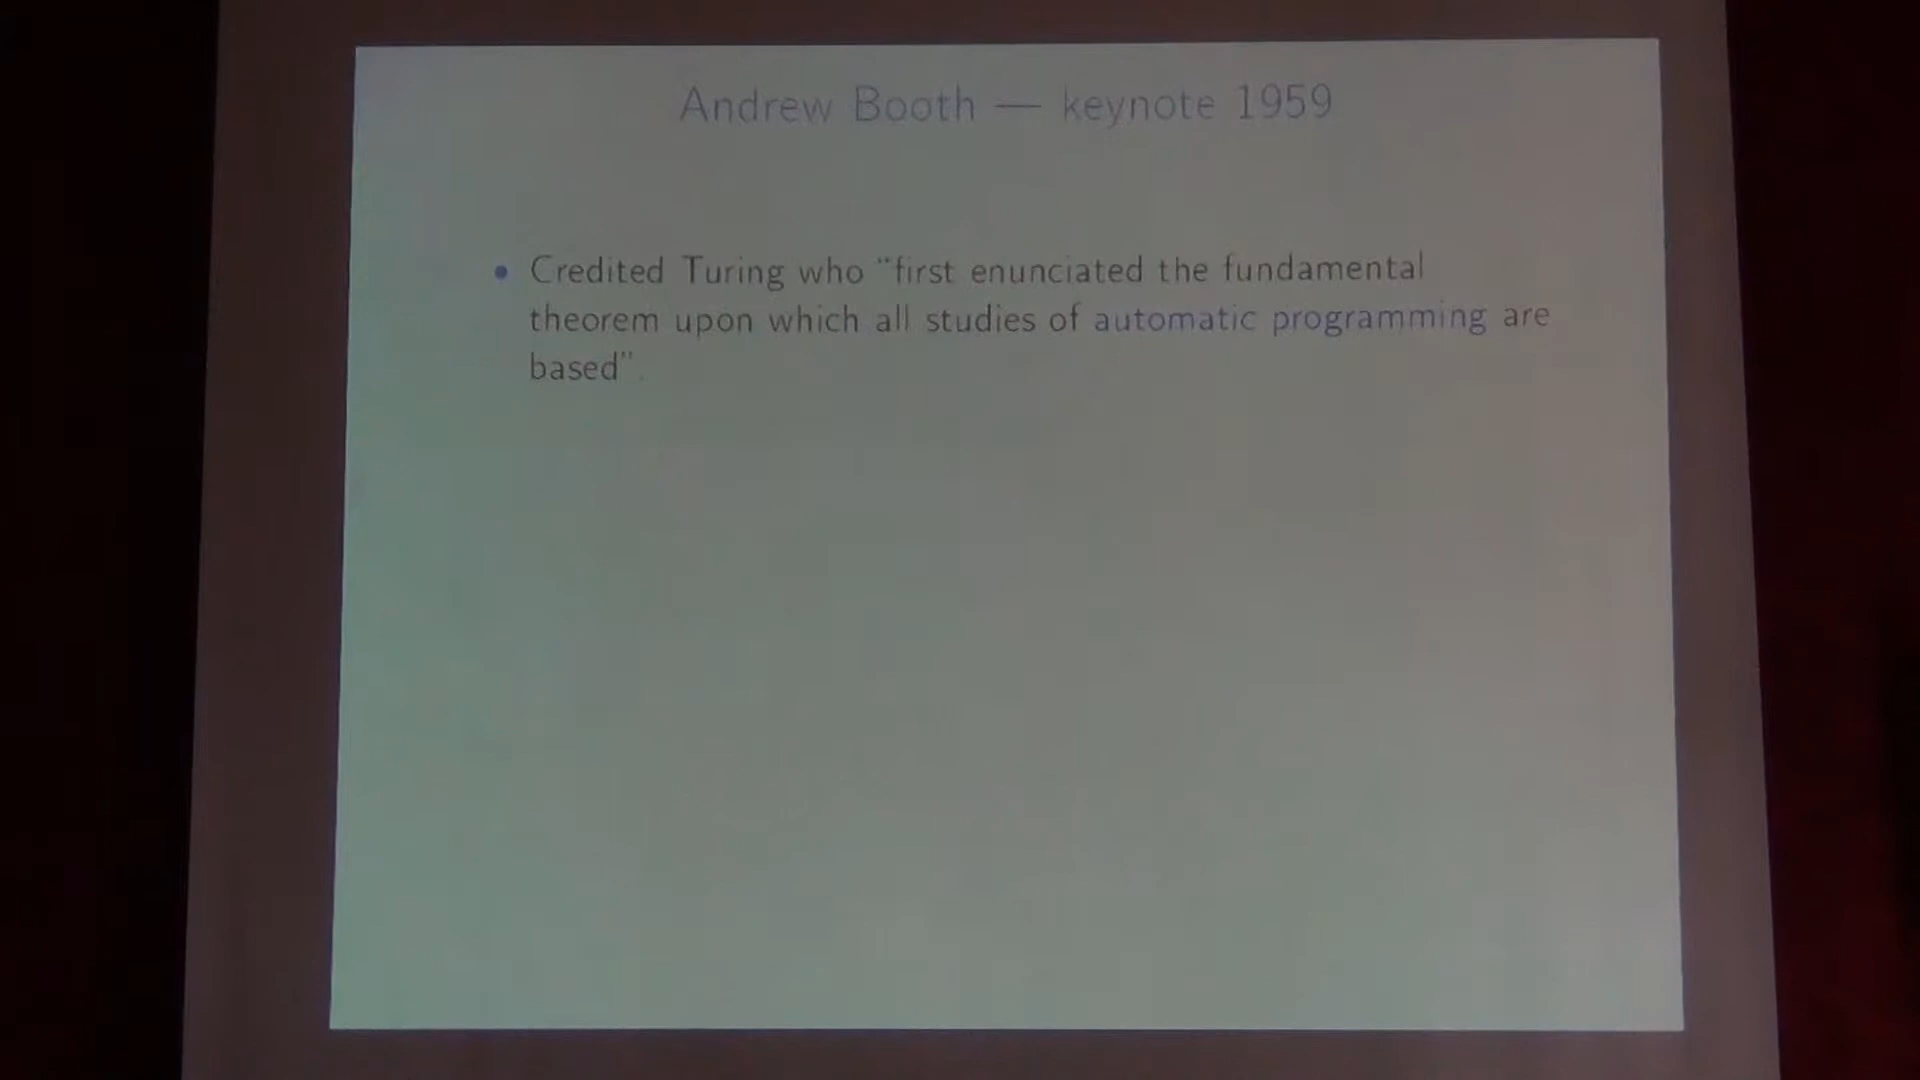 Andrew Booth — keynote 1959
• Credited Turing who “first enunciated the fundamental
theorem upon which all studies of automatic programming are
based”.